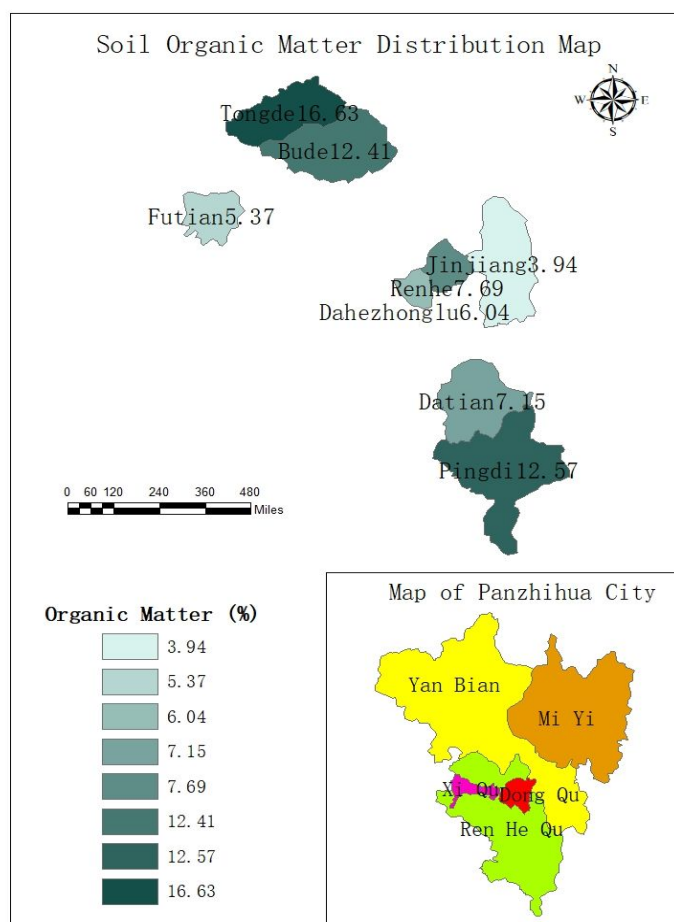 Soil Organic Matter Distribution Map
N
W E
S
Tongde16.63
Bude12.41
Futian5.37
Jinjiang3.94
Renhe7.69
Dahezhonglu6.04
Datian7.15
Pingdi12.57
0 60 120 240 360 480
Miles
Organic Matter (%)
3.94
5.37
6.04
7.15
7.69
12.41
12.57
16.63
Map of Panzhihua City
Yan Bian
Mi Yi
Xi Qu
Dong Qu
Ren He Qu